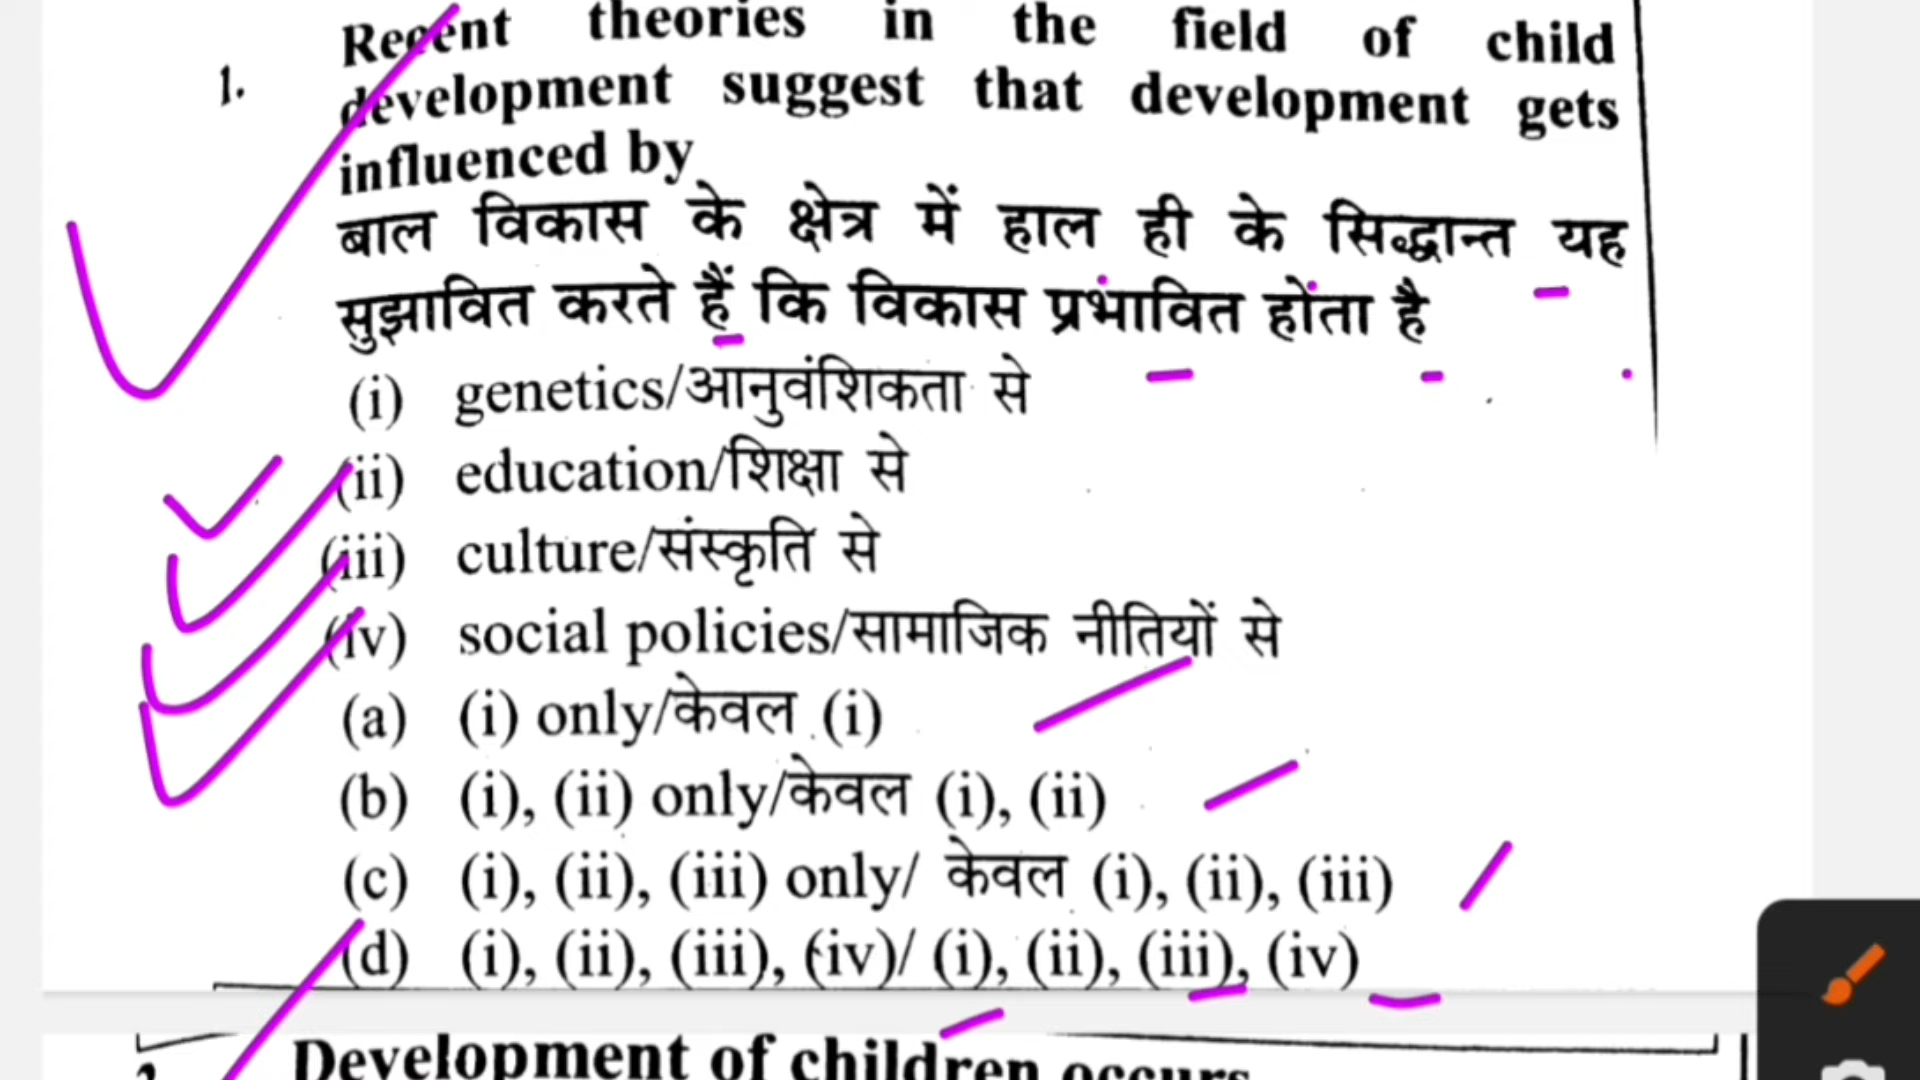 1. Recent theories in the field of child
development suggest that development gets
influenced by
बाल विकास के क्षेत्र में हाल ही के सिद्धान्त यह
सुझावित करते हैं कि विकास प्रभावित होता है
(i) genetics/आनुवंशिकता से
(ii) education/शिक्षा से
(iii) culture/संस्कृति से
(iv) social policies/सामाजिक नीतियों से
(a) (i) only/केवल (i)
(b) (i), (ii) only/केवल (i), (ii)
(c) (i), (ii), (iii) only/ केवल (i), (ii), (iii)
(d) (i), (ii), (iii), (iv)/ (i), (ii), (iii), (iv)
2. Development of children occurs